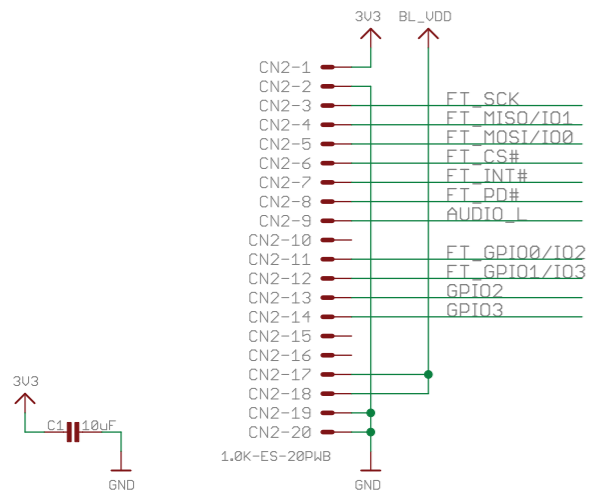 3V3 BL_VDD
CN2-1
CN2-2
CN2-3 FT_SCK
CN2-4 FT_MISO/IO1
CN2-5 FT_MOSI/IO0
CN2-6 FT_CS#
CN2-7 FT_INT#
CN2-8 FT_PD#
CN2-9 AUDIO_L
CN2-10
CN2-11 FT_GPIO0/IO2
CN2-12 FT_GPIO1/IO3
CN2-13 GPIO2
CN2-14 GPIO3
CN2-15
CN2-16
CN2-17
CN2-18
CN2-19
CN2-20
1.0K-ES-20PWB
GND
3V3
C1 10uF
GND